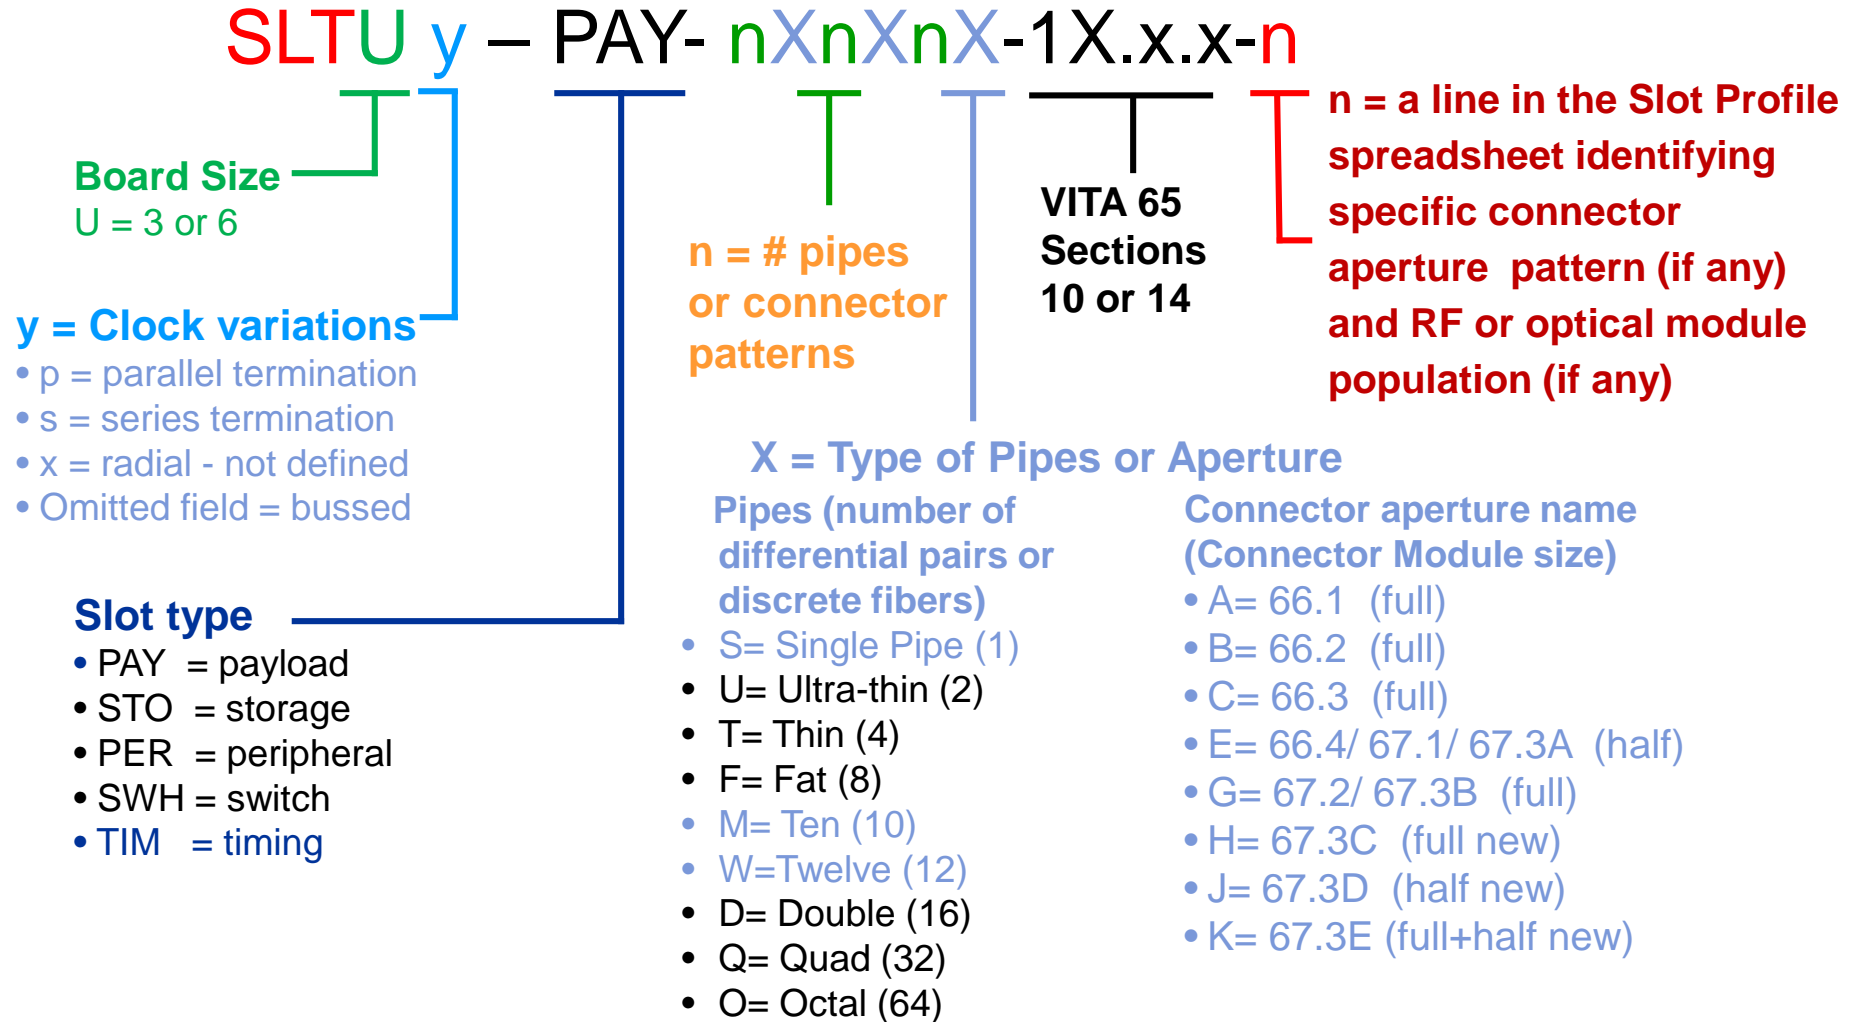 SLTU y – PAY- nXnXnX-1X.x.x-n
Board Size
U = 3 or 6
y = Clock variations
• p = parallel termination
• s = series termination
• x = radial - not defined
• Omitted field = bussed
Slot type
• PAY = payload
• STO = storage
• PER = peripheral
• SWH = switch
• TIM = timing
n = # pipes
or connector
patterns
VITA 65
Sections
10 or 14
n = a line in the Slot Profile
spreadsheet identifying
specific connector
aperture pattern (if any)
and RF or optical module
population (if any)
X = Type of Pipes or Aperture
Pipes (number of
differential pairs or
discrete fibers)
• S= Single Pipe (1)
• U= Ultra-thin (2)
• T= Thin (4)
• F= Fat (8)
• M= Ten (10)
• W=Twelve (12)
• D= Double (16)
• Q= Quad (32)
• O= Octal (64)
Connector aperture name
(Connector Module size)
• A= 66.1 (full)
• B= 66.2 (full)
• C= 66.3 (full)
• E= 66.4/ 67.1/ 67.3A (half)
• G= 67.2/ 67.3B (full)
• H= 67.3C (full new)
• J= 67.3D (half new)
• K= 67.3E (full+half new)